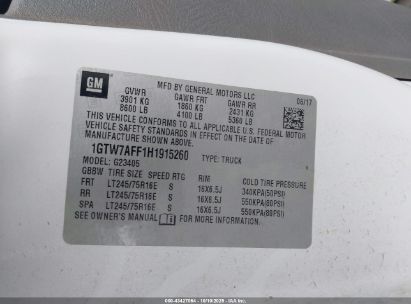 GM
MFD BY GENERAL MOTORS LLC
06/17
GVWR GAWR FRT GAWR RR
3901 KG 1860 KG 2431 KG
8600 LB 4100 LB 5360 LB
THIS VEHICLE CONFORMS TO ALL APPLICABLE U.S. FEDERAL MOTOR
VEHICLE SAFETY STANDARDS IN EFFECT ON THE DATE OF
MANUFACTURE SHOWN ABOVE.
1GTW7AFF1H1915260 TYPE: TRUCK
MODEL: G23405
TIRE SIZE SPEED RTG RIM COLD TIRE PRESSURE
FRT LT245/75R16E S 16X6.5J 340KPA(50PSI)
RR LT245/75R16E S 16X6.5J 550KPA(80PSI)
SPA LT245/75R16E S 16X6.5J 550KPA(80PSI)
SEE OWNER'S MANUAL FOR MORE INFORMATION.